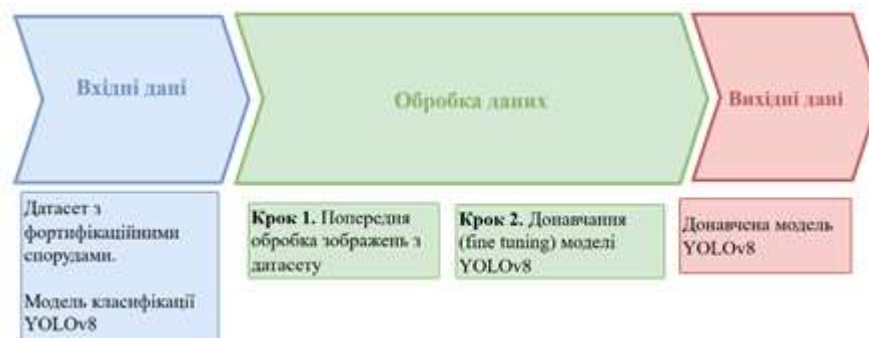 Вхідні дані
Обробка даних
Вихідні дані
Датасет з
фортифікаційними
спорудами.
Модель класифікації
YOLOv8
Крок 1. Попередня
обробка зображень з
датасету
Крок 2. Донавчання
(fine tuning) моделі
YOLOv8
Донавчена модель
YOLOv8